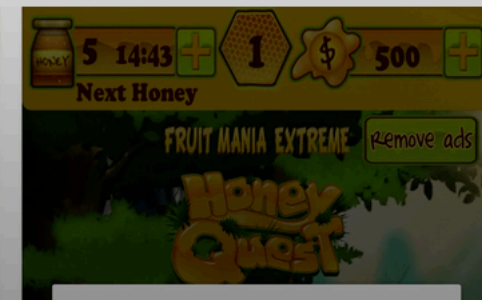 HONEY 5 14:43 1 $ 500
Next Honey
FRUIT MANIA EXTREME Remove ads
Honey
Quest